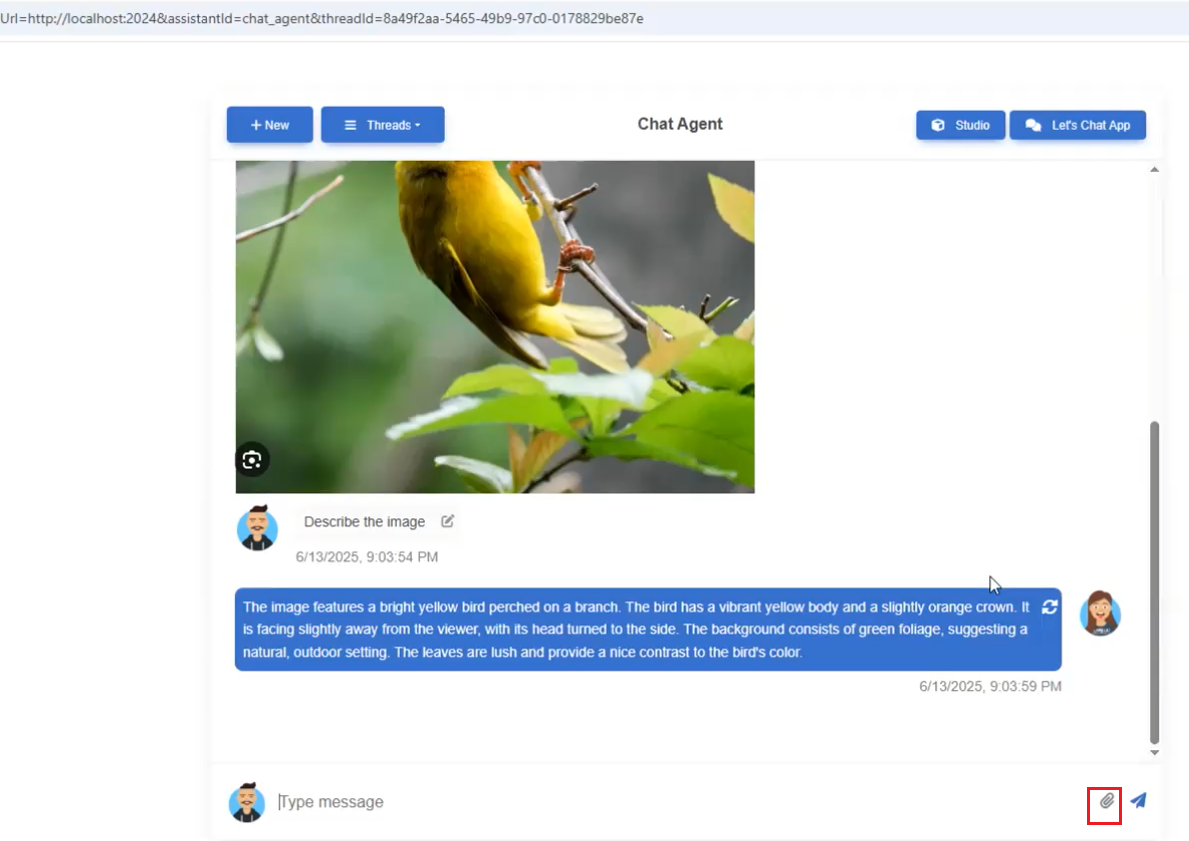 Url=http://localhost:2024&assistantId=chat_agent&threadId=8a49f2aa-5465-49b9-97c0-0178829be87e
+ New
Threads
Chat Agent
Studio
Let's Chat App
Describe the image
6/13/2025, 9:03:54 PM
The image features a bright yellow bird perched on a branch. The bird has a vibrant yellow body and a slightly orange crown. It
is facing slightly away from the viewer, with its head turned to the side. The background consists of green foliage, suggesting a
natural, outdoor setting. The leaves are lush and provide a nice contrast to the bird's color.
6/13/2025, 9:03:59 PM
Type message